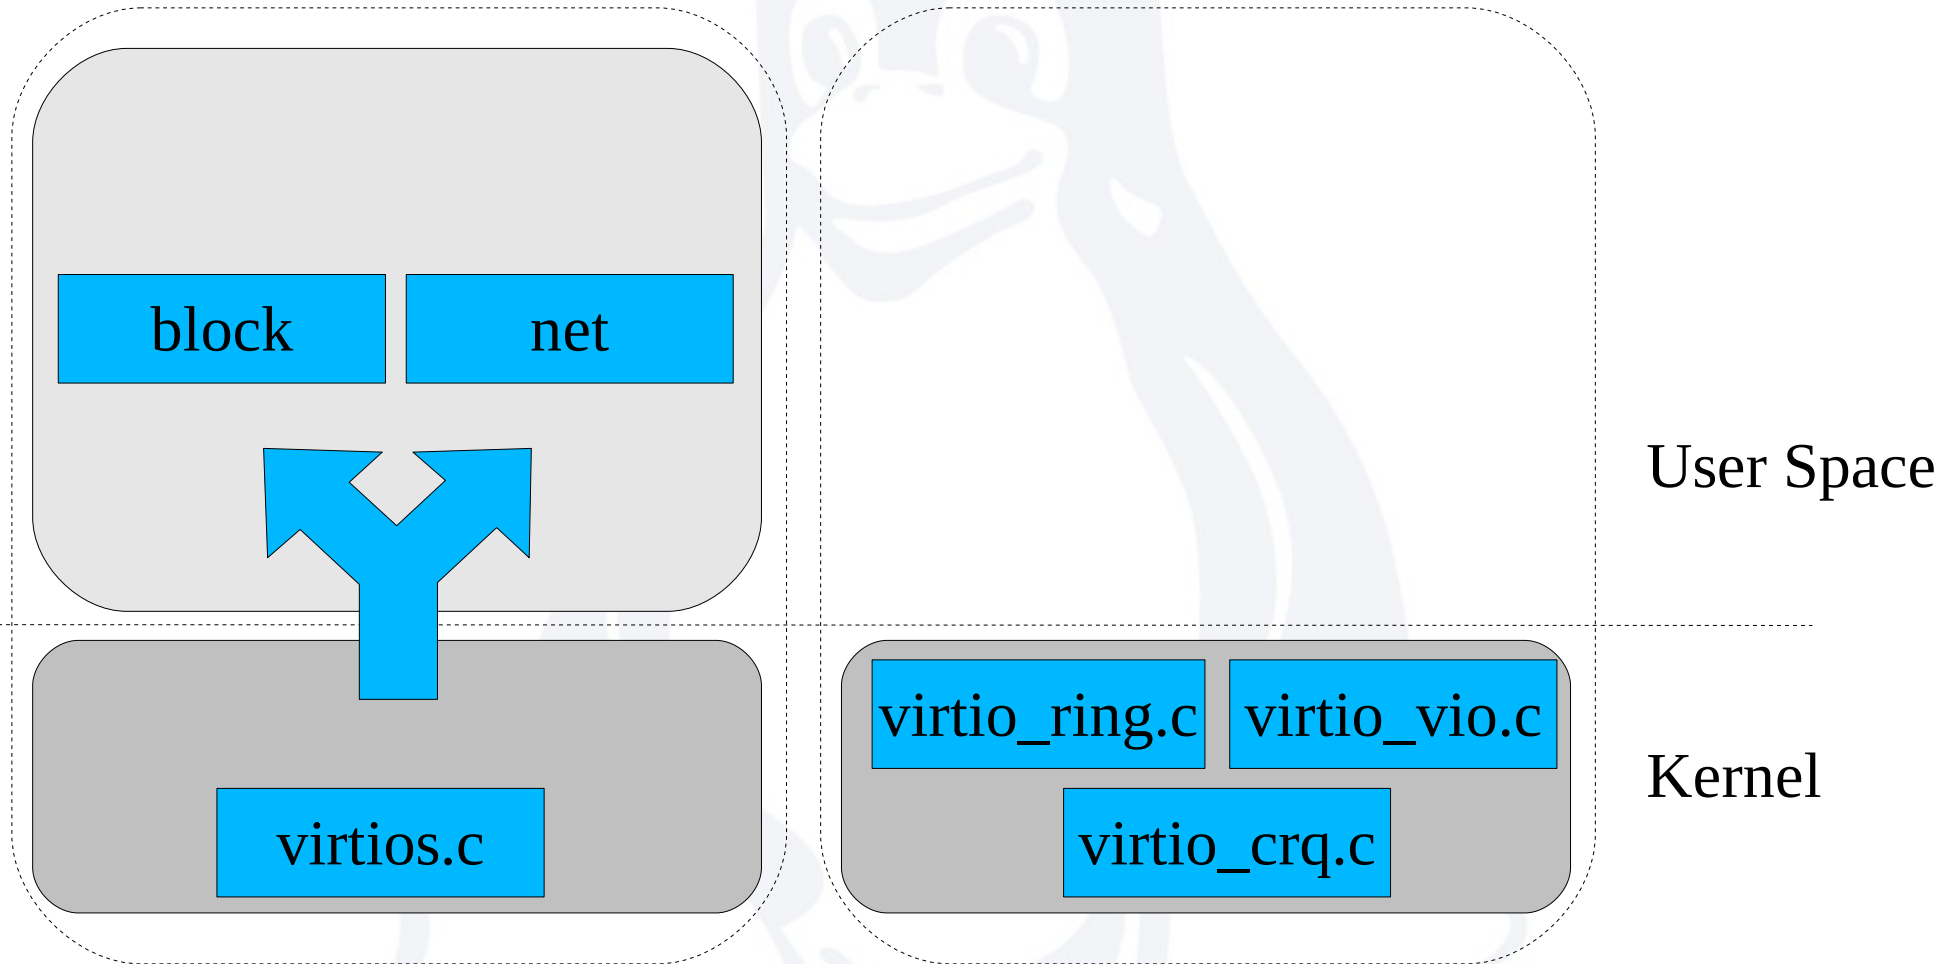 block
net
User Space
virtio_ring.c
virtio_vio.c
Kernel
virtios.c
virtio_crq.c